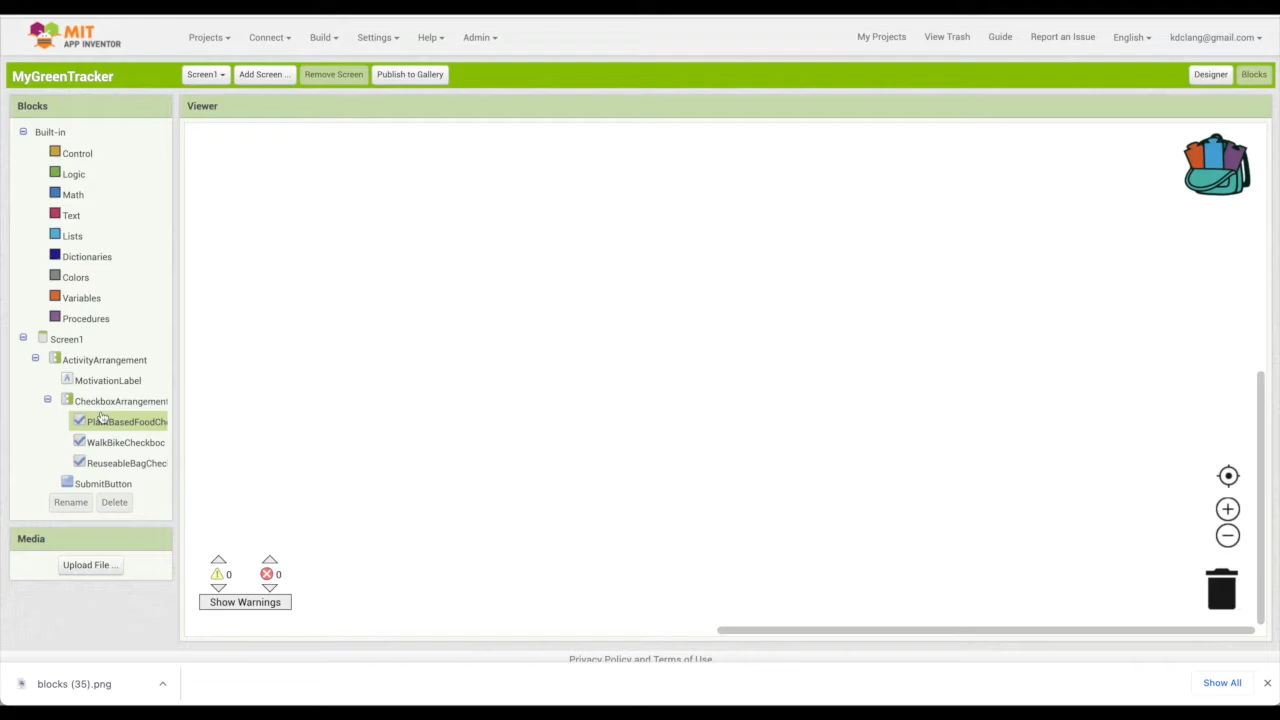 MIT
APP INVENTOR
Projects Connect Build Settings Help Admin
My Projects View Trash Guide Report an Issue English kdclang@gmail.com
MyGreenTracker Screen1 Add Screen ... Remove Screen Publish to Gallery Designer Blocks
Blocks
Viewer
Built-in
Control
Logic
Math
Text
Lists
Dictionaries
Colors
Variables
Procedures
Screen1
ActivityArrangement
A MotivationLabel
CheckboxArrangement
WalkBikeCheckboc
ReuseableBagChec
SubmitButton
Rename Delete
Media
Upload File ...
0 0
Show Warnings
Privacy Policy and Terms of Use
blocks (35).png
Show All